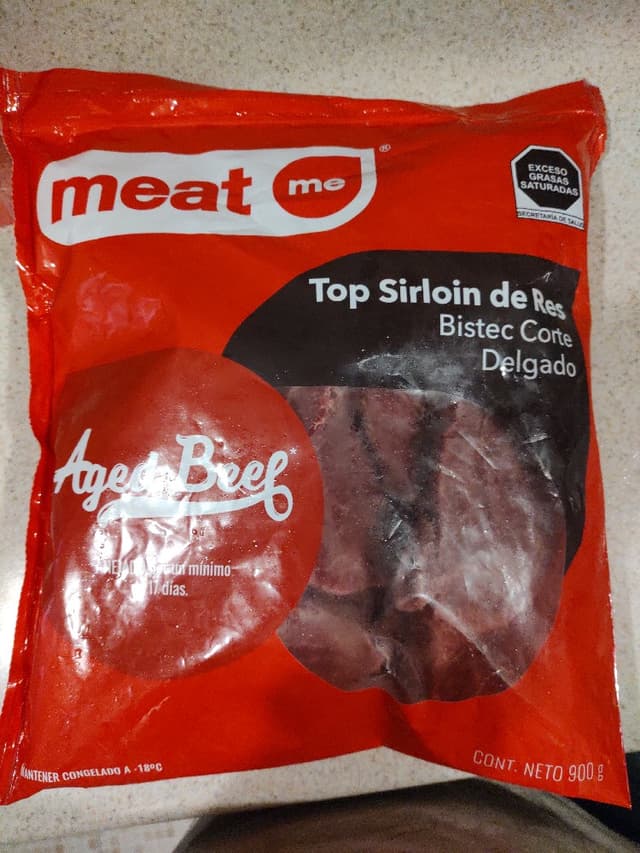 meat me ®
EXCESO
GRASAS
SATURADAS
SECRETARÍA DE SALUD
Top Sirloin de Res
Bistec Corte
Delgado
Aged Beef*
un mínimo
17 días.
MANTENER CONGELADO A -18ºC
CONT. NETO 900 g